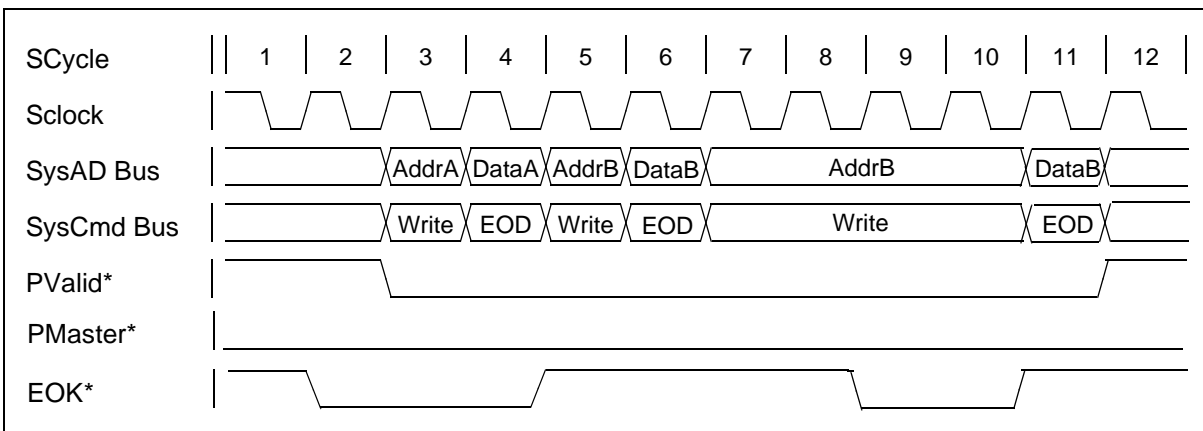 SCycle 1 2 3 4 5 6 7 8 9 10 11 12
Sclock
SysAD Bus AddrA DataA AddrB DataB AddrB DataB
SysCmd Bus Write EOD Write EOD Write EOD
PValid*
PMaster*
EOK*